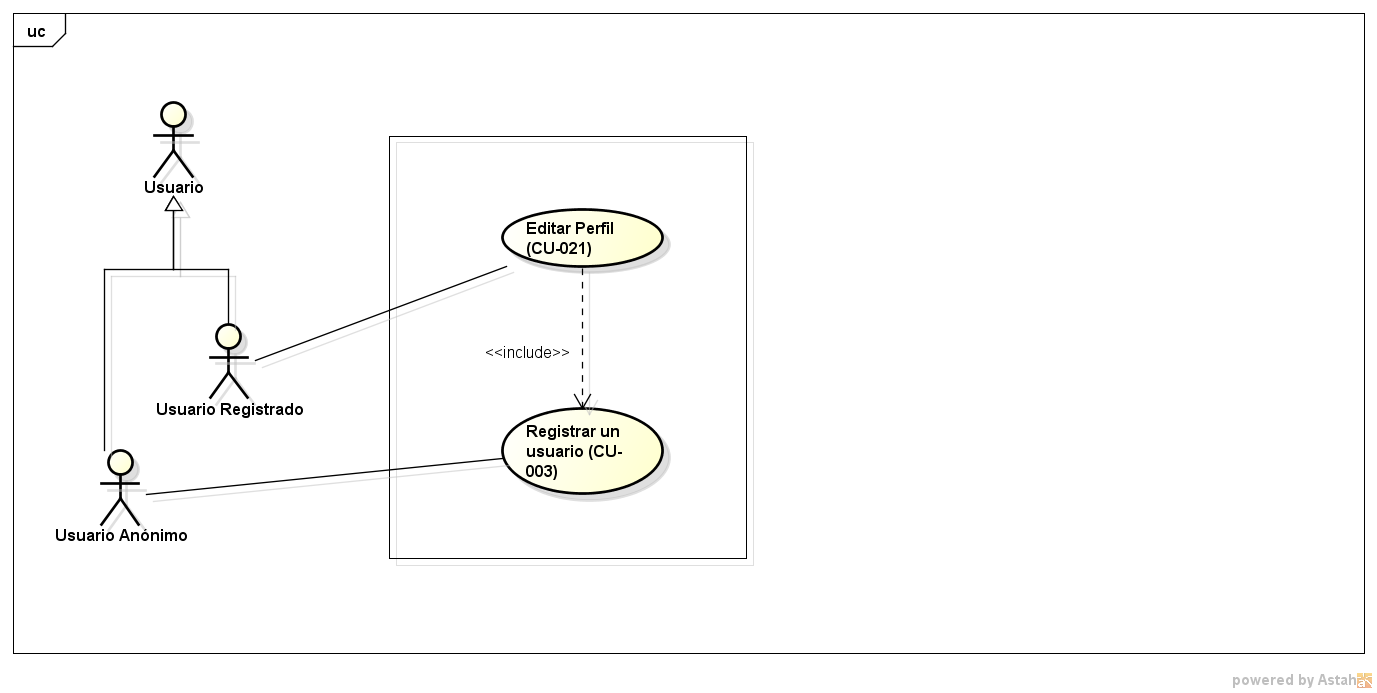 uc
Usuario
Editar Perfil
(CU-021)
<<include>>
Usuario Registrado
Registrar un
usuario (CU-
003)
Usuario Anónimo
powered by Astah